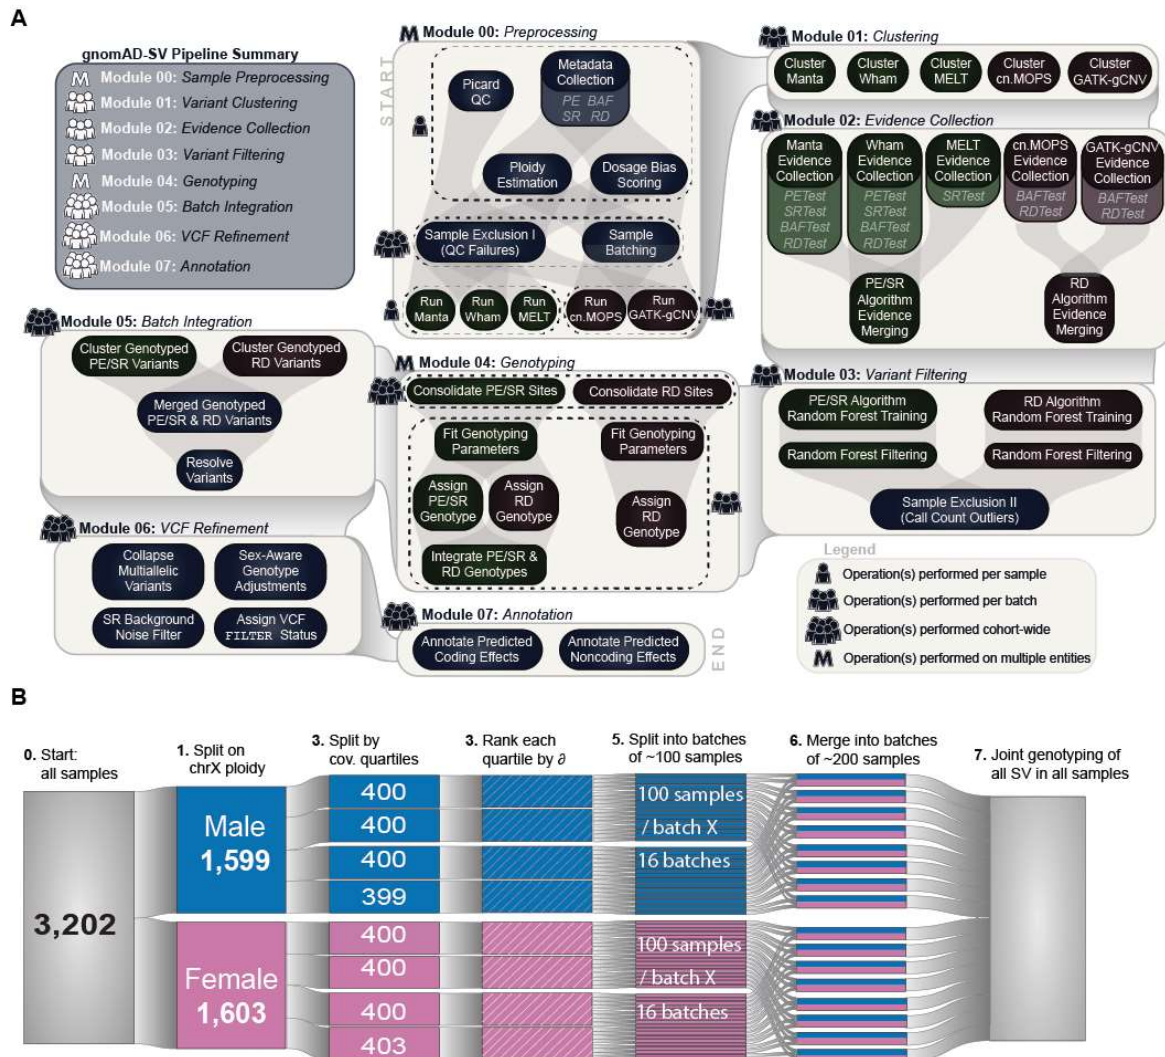 A
gnomAD-SV Pipeline Summary
Module 00: Sample Preprocessing
Module 01: Variant Clustering
Module 02: Evidence Collection
Module 03: Variant Filtering
Module 04: Genotyping
Module 05: Batch Integration
Module 06: VCF Refinement
Module 07: Annotation
Module 00: Preprocessing
START
Picard
QC
Metadata
Collection
PE BAF
SR RD
Ploidy
Estimation
Dosage Bias
Scoring
Sample Exclusion I
(QC Failures)
Sample
Batching
Run
Manta
Run
Wham
Run
MELT
Run
cn.MOPS
Run
GATK-gCNV
Module 01: Clustering
Cluster
Manta
Cluster
Wham
Cluster
MELT
Cluster
cn.MOPS
Cluster
GATK-gCNV
Module 02: Evidence Collection
Manta
Evidence
Collection
PETest
SRTest
BAFTest
RDTest
Wham
Evidence
Collection
PETest
SRTest
BAFTest
RDTest
MELT
Evidence
Collection
SRTest
cn.MOPS
Evidence
Collection
BAFTest
RDTest
GATK-gCNV
Evidence
Collection
BAFTest
RDTest
PE/SR
Algorithm
Evidence
Merging
RD
Algorithm
Evidence
Merging
Module 03: Variant Filtering
PE/SR Algorithm
Random Forest Training
RD Algorithm
Random Forest Training
Random Forest Filtering
Random Forest Filtering
Sample Exclusion II
(Call Count Outliers)
Module 04: Genotyping
Consolidate PE/SR Sites
Consolidate RD Sites
Fit Genotyping
Parameters
Fit Genotyping
Parameters
Assign
PE/SR
Genotype
Assign
RD
Genotype
Assign
RD
Genotype
Integrate PE/SR &
RD Genotypes
Module 05: Batch Integration
Cluster Genotyped
PE/SR Variants
Cluster Genotyped
RD Variants
Merged Genotyped
PE/SR & RD Variants
Resolve
Variants
Module 06: VCF Refinement
Collapse
Multiallelic
Variants
Sex-Aware
Genotype
Adjustments
SR Background
Noise Filter
Assign VCF
FILTER Status
Module 07: Annotation
Annotate Predicted
Coding Effects
Annotate Predicted
Noncoding Effects
END
Legend
Operation(s) performed per sample
Operation(s) performed per batch
Operation(s) performed cohort-wide
M Operation(s) performed on multiple entities
B
0. Start:
all samples
1. Split on
chrX ploidy
3. Split by
cov. quartiles
3. Rank each
quartile by ∂
5. Split into batches
of ~100 samples
6. Merge into batches
of ~200 samples
7. Joint genotyping of
all SV in all samples
3,202
Male
1,599
400
400
400
399
100 samples
/ batch X
16 batches
Female
1,603
400
400
400
403
100 samples
/ batch X
16 batches